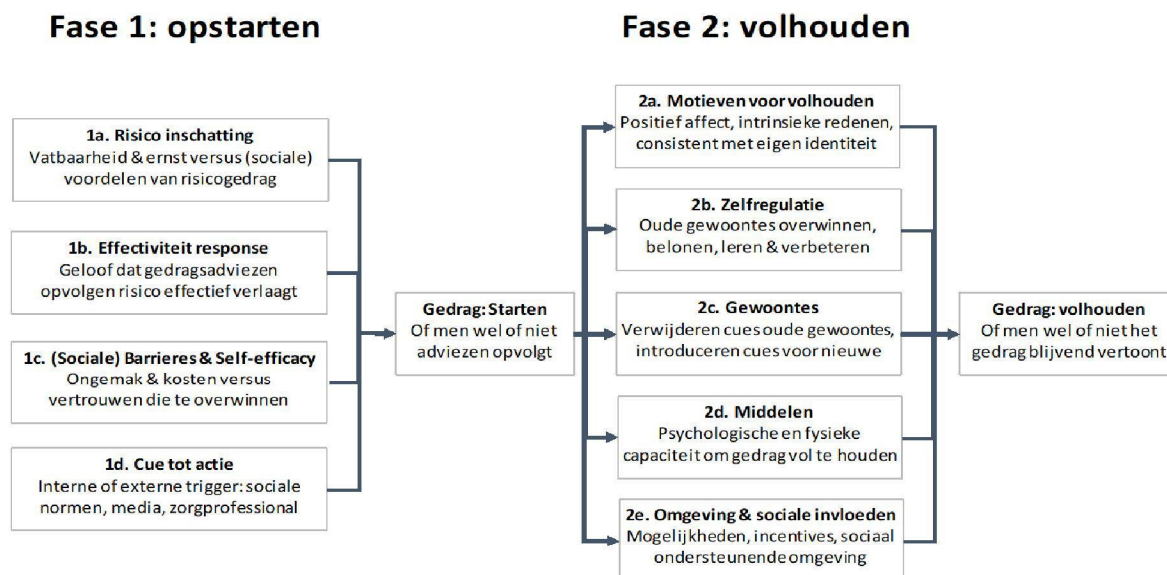 Fase 1: opstarten
1a. Risico inschatting
Vatbaarheid & ernst versus (sociale)
voordelen van risicogedrag
1b. Effectiviteit response
Geloof dat gedragsadviezen
opvolgen risico effectief verlaagt
1c. (Sociale) Barrieres & Self-efficacy
Ongemak & kosten versus
vertrouwen die te overwinnen
1d. Cue tot actie
Interne of externe trigger: sociale
normen, media, zorgprofessional
Gedrag: Starten
Of men wel of niet
adviezen opvolgt
Fase 2: volhouden
2a. Motieven voor volhouden
Positief affect, intrinsieke redenen,
consistent met eigen identiteit
2b. Zelfregulatie
Oude gewoontes overwinnen,
belonen, leren & verbeteren
2c. Gewoontes
Verwijderen cues oude gewoontes,
introduceren cues voor nieuwe
2d. Middelen
Psychologische en fysieke
capaciteit om gedrag vol te houden
2e. Omgeving & sociale invloeden
Mogelijkheden, incentives, sociaal
ondersteunende omgeving
Gedrag: volhouden
Of men wel of niet het
gedrag blijvend vertoont